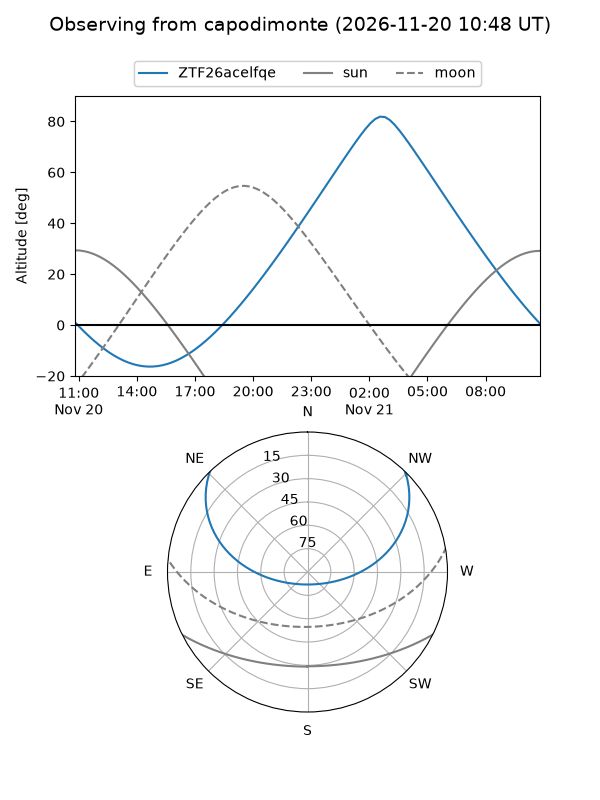 Observing from capodimonte (2026-11-20 10:48 UT)
ZTF26acelfqe sun moon
Altitude [deg]
80
60
40
20
0
−20
11:00 14:00 17:00 20:00 23:00 02:00 05:00 08:00
Nov 20 Nov 21
N
NE NW
15
30
45
60
75
E W
SE SW
S